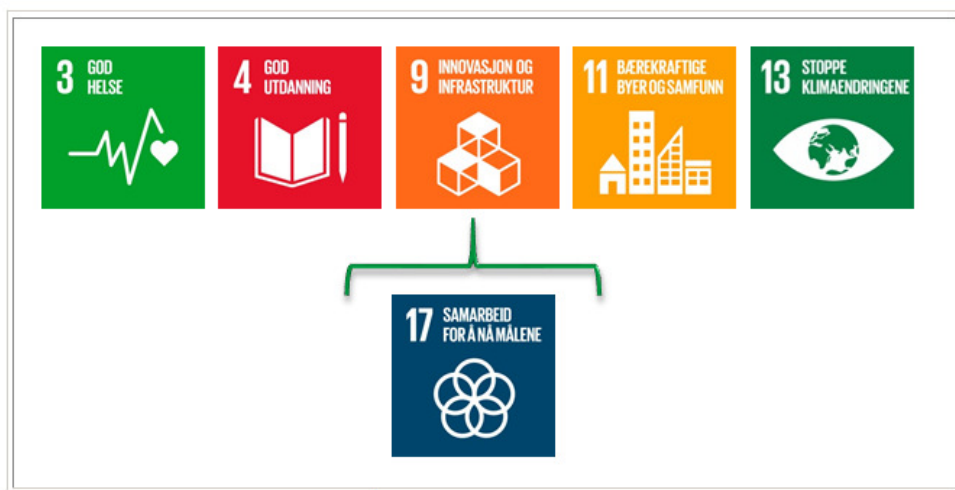 3 GOD
HELSE
4 GOD
UTDANNING
9 INNOVASJON OG
INFRASTRUKTUR
11 BÆREKRAFTIGE
BYER OG SAMFUNN
13 STOPPE
KLIMAENDRINGENE
17 SAMARBEID
FOR Å NÅ MÅLENE